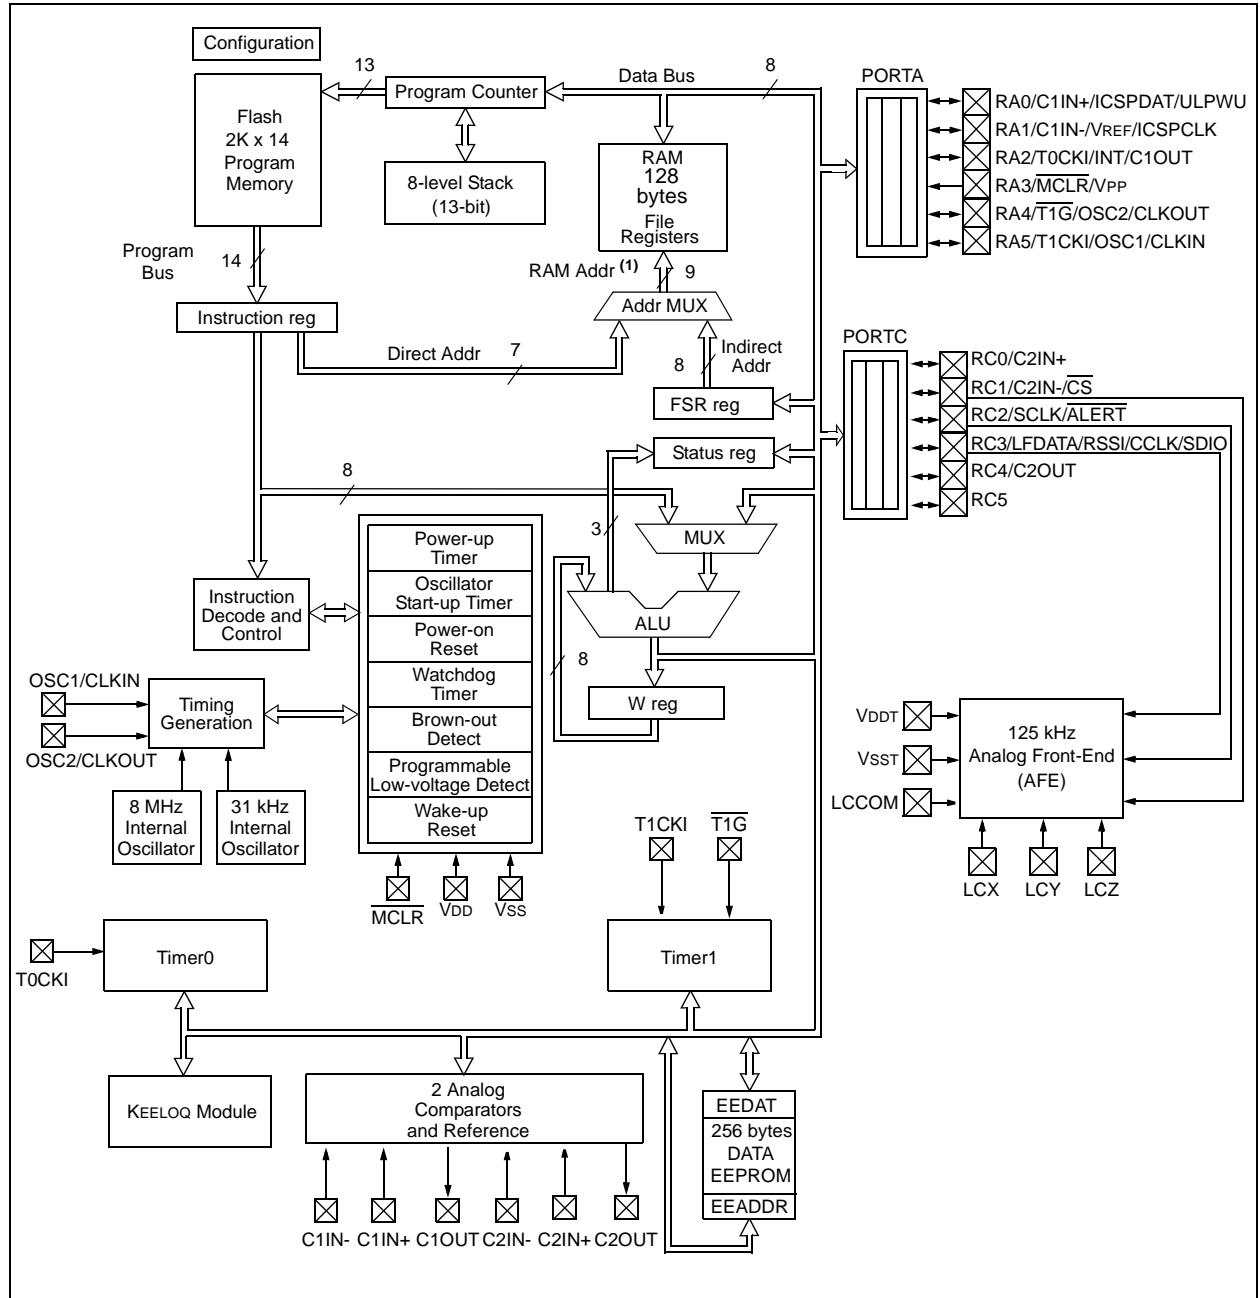 Configuration
Flash
2K x 14
Program
Memory
13
Program Counter
Data Bus
8
8-level Stack
(13-bit)
RAM
128
bytes
File
Registers
PORTA
RA0/C1IN+/ICSPDAT/ULPWU
RA1/C1IN-/VREF/ICSPCLK
RA2/T0CKI/INT/C1OUT
RA3/MCLR/VPP
RA4/T1G/OSC2/CLKOUT
RA5/T1CKI/OSC1/CLKIN
Program
Bus
14
RAM Addr (1)
9
Addr MUX
Instruction reg
Direct Addr
7
8
Indirect
Addr
FSR reg
Status reg
PORTC
RC0/C2IN+
RC1/C2IN-/CS
RC2/SCLK/ALERT
RC3/LFDATA/RSSI/CCLK/SDIO
RC4/C2OUT
RC5
8
3
MUX
ALU
8
W reg
Instruction
Decode and
Control
Power-up
Timer
Oscillator
Start-up Timer
Power-on
Reset
Watchdog
Timer
Brown-out
Detect
Programmable
Low-voltage Detect
Wake-up
Reset
OSC1/CLKIN
OSC2/CLKOUT
Timing
Generation
8 MHz
Internal
Oscillator
31 kHz
Internal
Oscillator
MCLR
VDD
VSS
VDDT
VSST
LCCOM
125 kHz
Analog Front-End
(AFE)
LCX
LCY
LCZ
T1CKI
T1G
T0CKI
Timer0
Timer1
KEELOQ Module
2 Analog
Comparators
and Reference
C1IN-
C1IN+
C1OUT
C2IN-
C2IN+
C2OUT
EEDAT
256 bytes
DATA
EEPROM
EEADDR